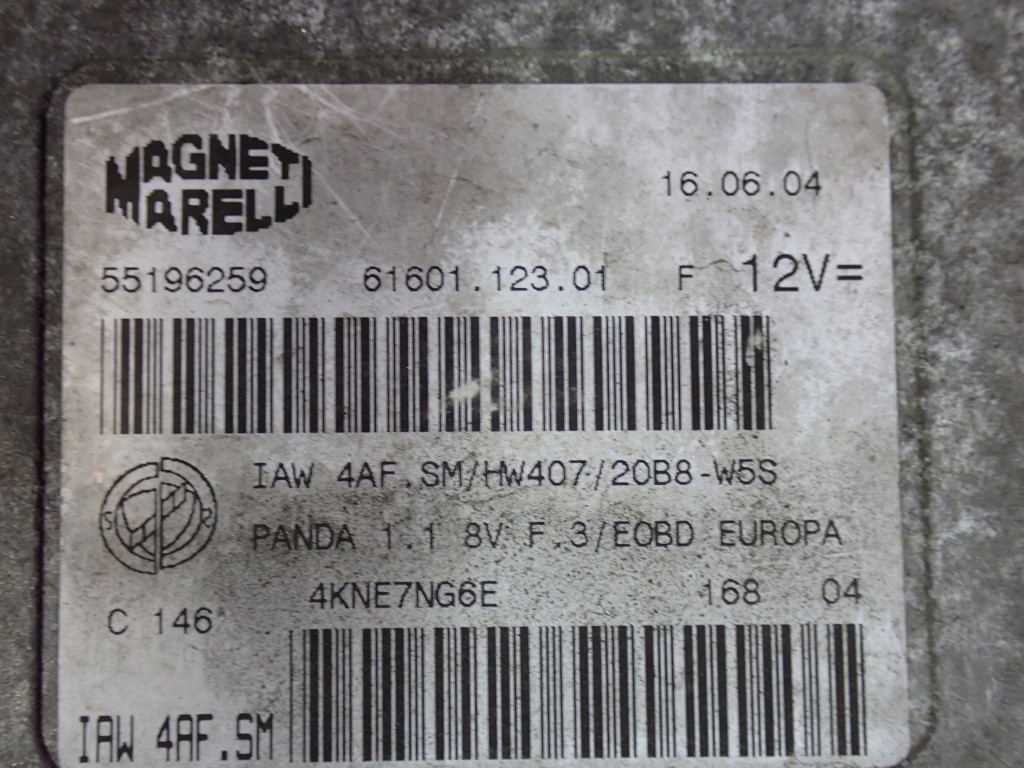 MAGNETI
MARELLI
16.06.04
55196259 61601.123.01 F 12V=
IAW 4AF.SM/HW407/20B8-W5S
PANDA 1.1 8V F.3/EOBD EUROPA
S R
4KNE7NG6E 168 04
C 146
IAW 4AF.SM